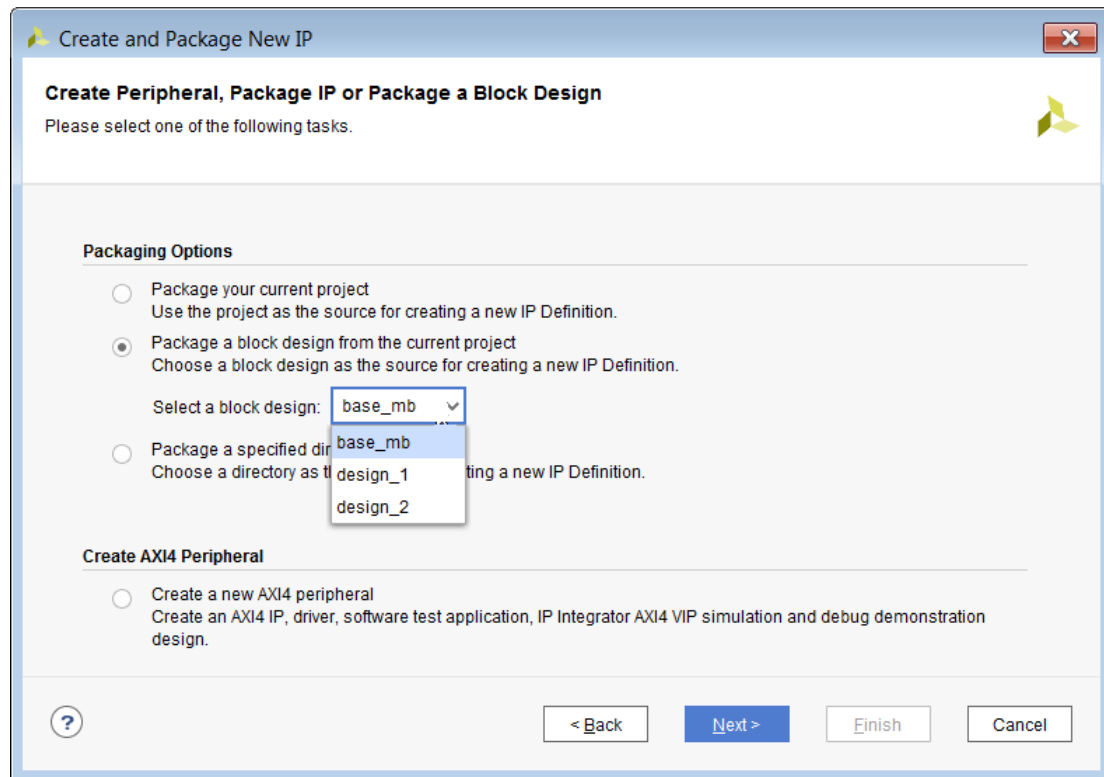 Create and Package New IP
Create Peripheral, Package IP or Package a Block Design
Please select one of the following tasks.
Packaging Options
Package your current project
Use the project as the source for creating a new IP Definition.
Package a block design from the current project
Choose a block design as the source for creating a new IP Definition.
Select a block design: base_mb
base_mb
design_1
design_2
Package a specified dir
Choose a directory as t ting a new IP Definition.
Create AXI4 Peripheral
Create a new AXI4 peripheral
Create an AXI4 IP, driver, software test application, IP Integrator AXI4 VIP simulation and debug demonstration
design.
? < Back Next > Finish Cancel